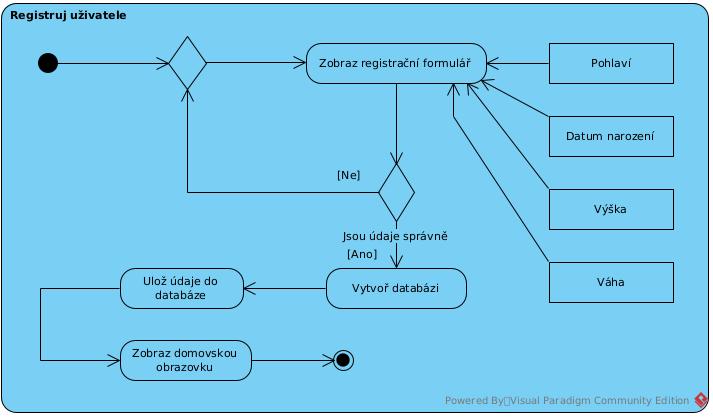 Registruj uživatele
Zobraz registrační formulář
Pohlaví
Datum narození
[Ne]
Výška
Jsou údaje správně
[Ano]
Ulož údaje do
databáze
Vytvoř databázi
Váha
Zobraz domovskou
obrazovku
Powered By Visual Paradigm Community Edition